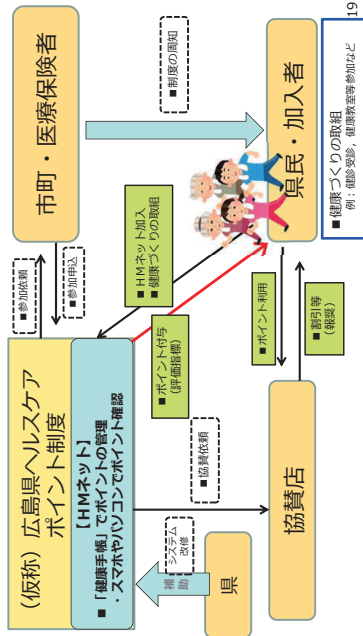 (仮称) 広島県ヘルスケア
ポイント制度
【HMネット】
■「健康手帳」でポイントの管理
・スマホやパソコンでポイント確認
■参加依頼
■参加申込
市町・医療保険者
■制度の周知
■HMネット加入
■健康づくりの取組
■ポイント付与
(評価指標)
県民・加入者
■健康づくりの取組
例：健診受診，健康教室等参加など
■ポイント利用
■割引等
(報奨)
■協賛依頼
協賛店
システム
改修
補助
県
19